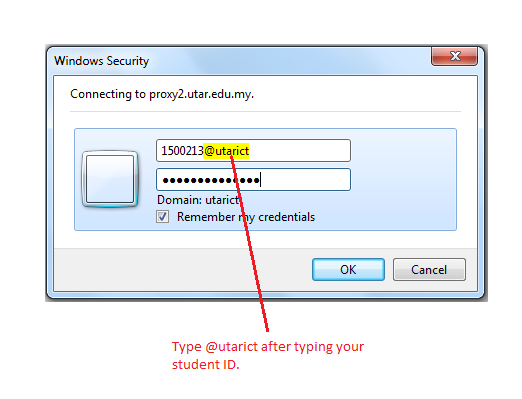 Windows Security
Connecting to proxy2.utar.edu.my.
1500213@utarict
●●●●●●●●●●●●●●
Domain: utarict
Remember my credentials
OK
Cancel
Type @utarict after typing your
student ID.